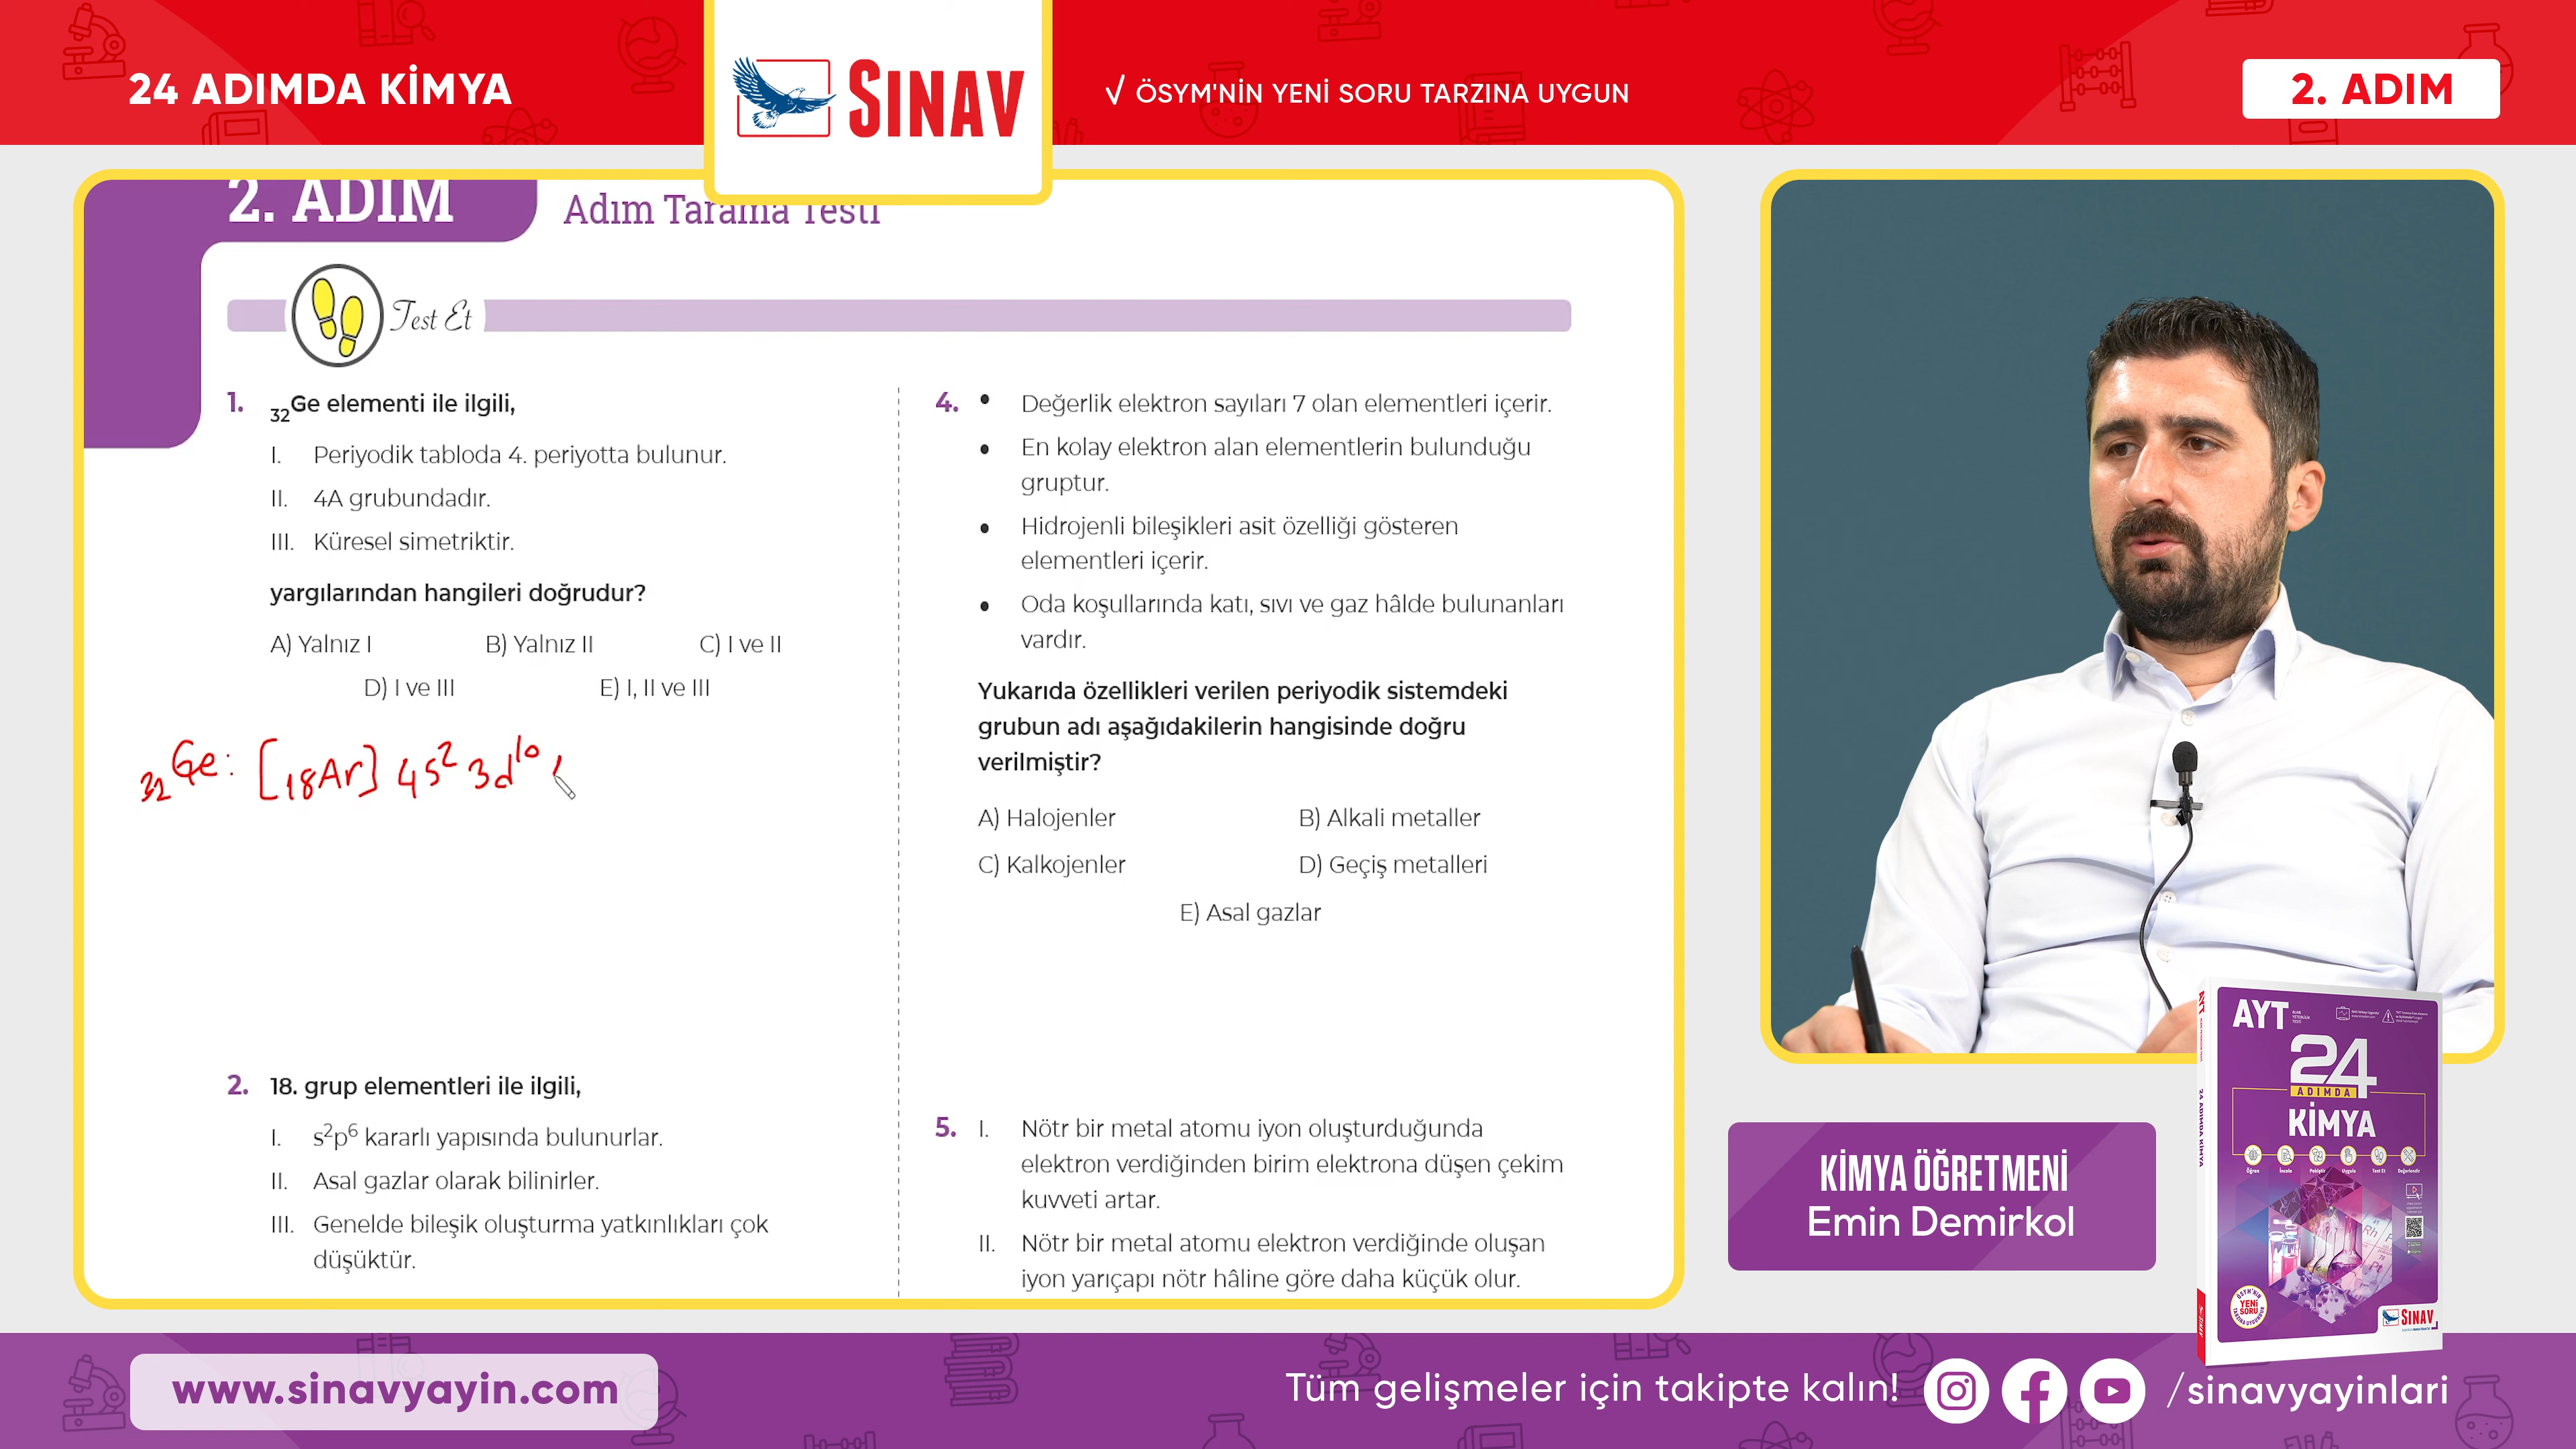 24 ADIMDA KİMYA
SINAV
√ ÖSYM'NİN YENİ SORU TARZINA UYGUN
2. ADIM
2. ADIM
Adım Tarama Testi
Test Et
1. 32Ge elementi ile ilgili,
I. Periyodik tabloda 4. periyotta bulunur.
II. 4A grubundadır.
III. Küresel simetriktir.
yargılarından hangileri doğrudur?
A) Yalnız I B) Yalnız II C) I ve II
D) I ve III E) I, II ve III
32Ge: [18Ar] 4s² 3d¹⁰
2. 18. grup elementleri ile ilgili,
I. s²p⁶ kararlı yapısında bulunurlar.
II. Asal gazlar olarak bilinirler.
III. Genelde bileşik oluşturma yatkınlıkları çok
düşüktür.
4. • Değerlik elektron sayıları 7 olan elementleri içerir.
• En kolay elektron alan elementlerin bulunduğu
gruptur.
• Hidrojenli bileşikleri asit özelliği gösteren
elementleri içerir.
• Oda koşullarında katı, sıvı ve gaz hâlde bulunanları
vardır.
Yukarıda özellikleri verilen periyodik sistemdeki
grubun adı aşağıdakilerin hangisinde doğru
verilmiştir?
A) Halojenler B) Alkali metaller
C) Kalkojenler D) Geçiş metalleri
E) Asal gazlar
5. I. Nötr bir metal atomu iyon oluşturduğunda
elektron verdiğinden birim elektrona düşen çekim
kuvveti artar.
II. Nötr bir metal atomu elektron verdiğinde oluşan
iyon yarıçapı nötr hâline göre daha küçük olur.
KİMYA ÖĞRETMENİ
Emin Demirkol
AYT
24
ADIMDA
KİMYA
YENİ
SORU
SINAV
24 ADIMDA KİMYA
www.sinavyayin.com
Tüm gelişmeler için takipte kalın!
/sinavyayinlari